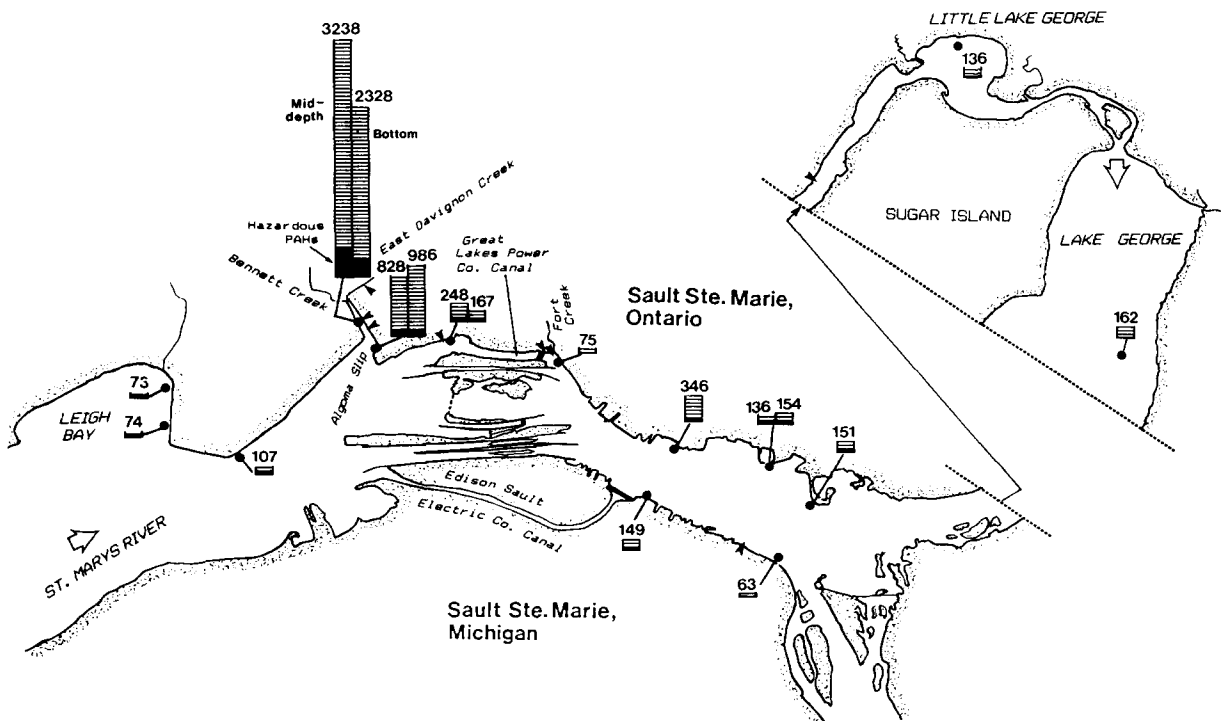 LITTLE LAKE GEORGE
136
3238
2328
Mid-
depth
Bottom
Hazardous
PAHs
East Davignon Creek
Bennett Creek
828
986
Great
Lakes Power
Co. Canal
248
167
Fort
Creek
75
Sault Ste. Marie,
Ontario
SUGAR ISLAND
LAKE GEORGE
162
73
74
LEIGH
BAY
107
Algoma Slip
346
136
154
151
Edison Sault
Electric Co. Canal
149
63
ST. MARYS RIVER
Sault Ste. Marie,
Michigan